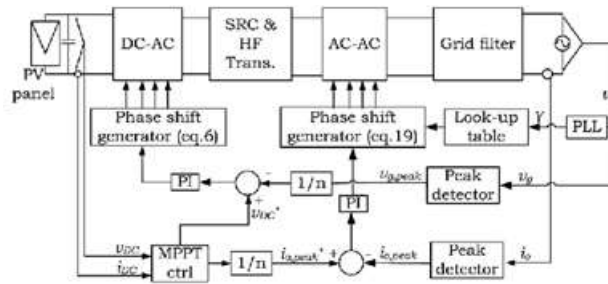 DC-AC
SRC &
HF
Trans.
AC-AC
Grid filter
PV
panel
Phase shift
generator (eq.6)
Phase shift
generator (eq.19)
Look-up
table
γ
PLL
PI
-
+
1/n
v_g,peak
Peak
detector
v_g
v_DC*
PI
v_DC
i_DC
MPPT
ctrl
1/n
i_o,peak*
+
-
i_o,peak
Peak
detector
i_o